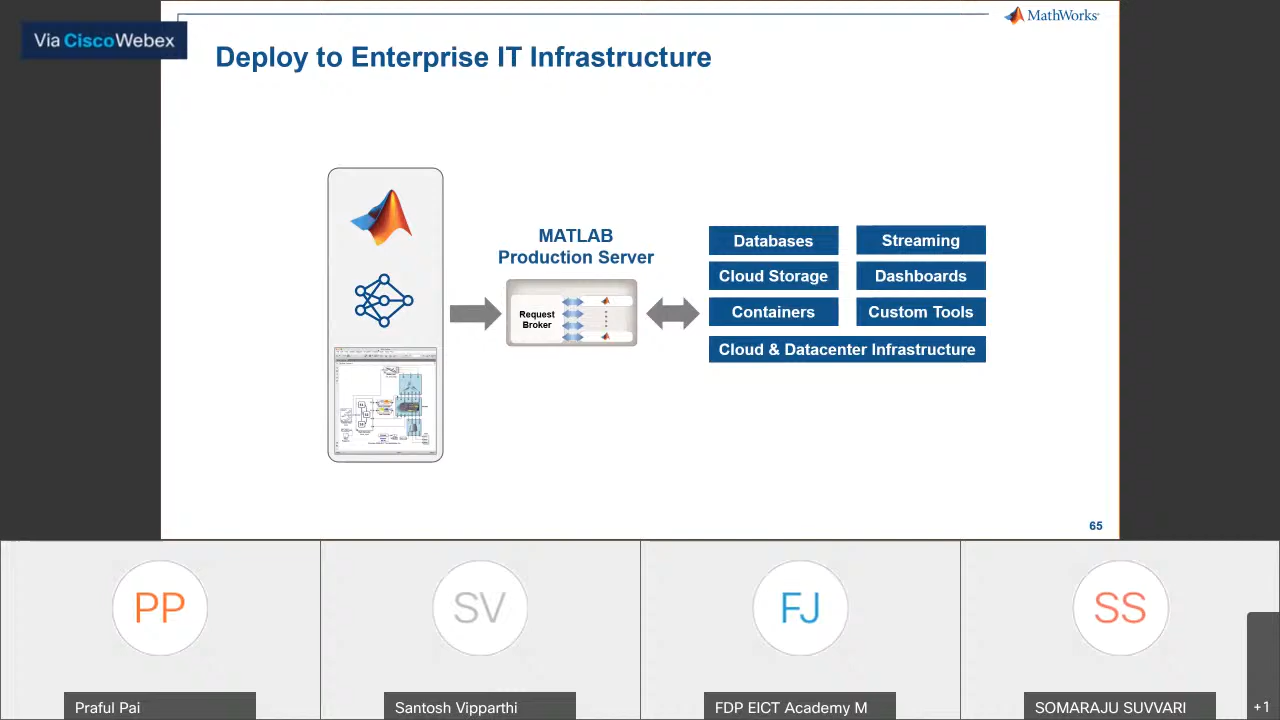 MathWorks
Via CiscoWebex
Deploy to Enterprise IT Infrastructure
MATLAB
Production Server
Request
Broker
Databases
Streaming
Cloud Storage
Dashboards
Containers
Custom Tools
Cloud & Datacenter Infrastructure
65
PP
SV
FJ
SS
Praful Pai
Santosh Vipparthi
FDP EICT Academy M
SOMARAJU SUVVARI
+1